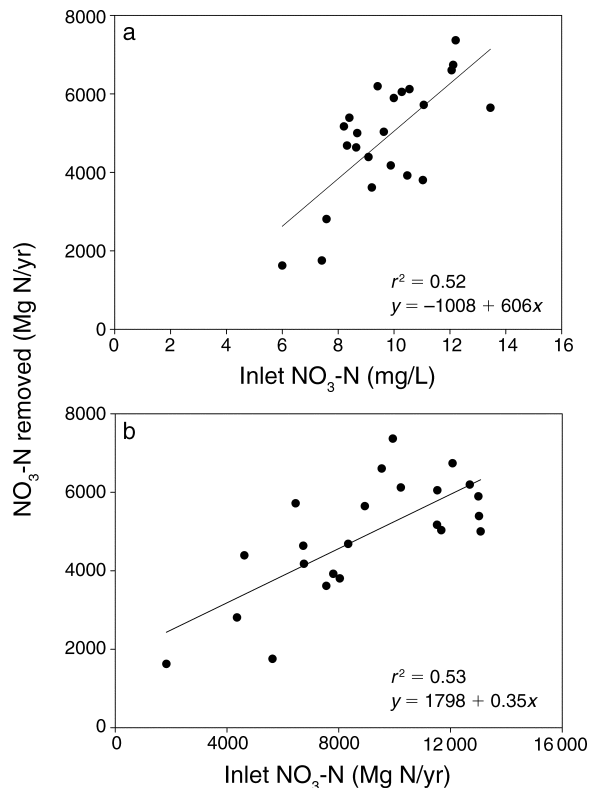 a
8000
6000
4000
2000
0
r² = 0.52
y = –1008 + 606x
0 2 4 6 8 10 12 14 16
Inlet NO₃-N (mg/L)
NO₃-N removed (Mg N/yr)
b
8000
6000
4000
2000
0
r² = 0.53
y = 1798 + 0.35x
0 4000 8000 12 000 16 000
Inlet NO₃-N (Mg N/yr)